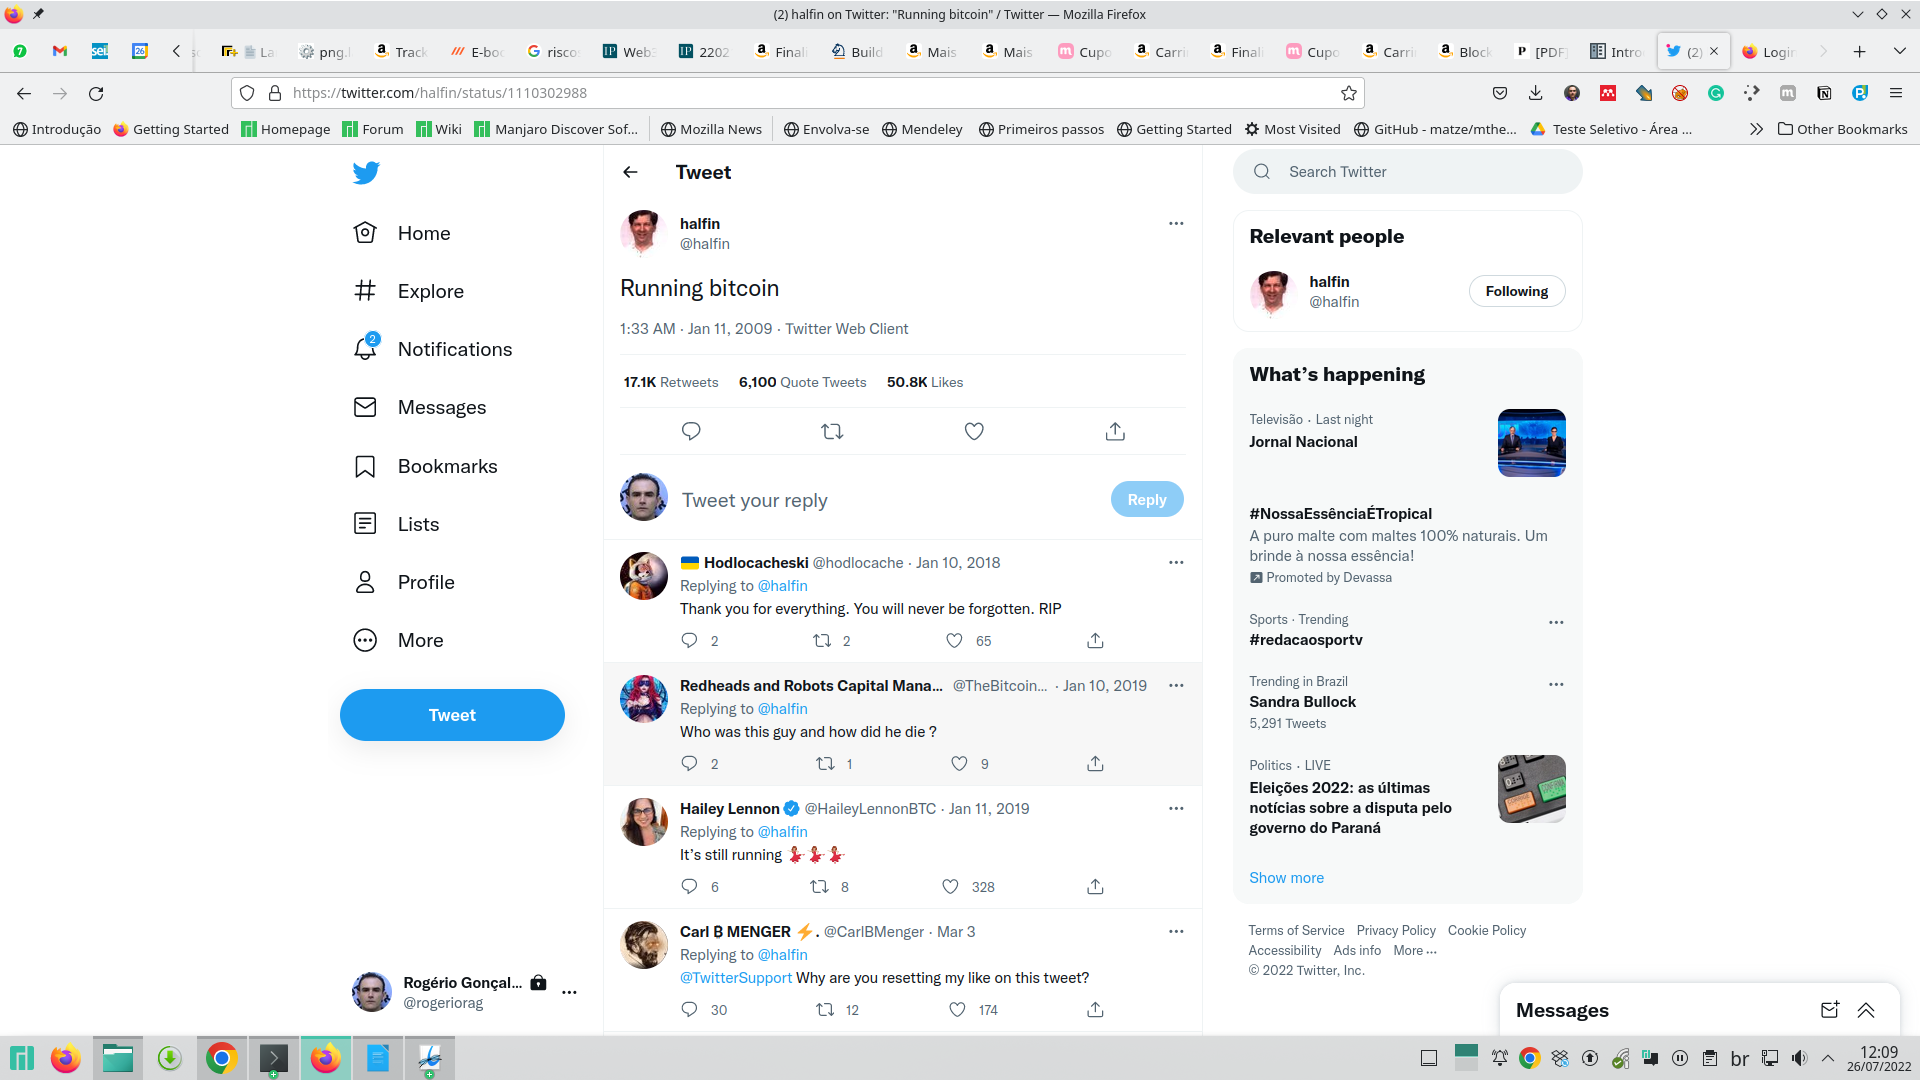 (2) halfin on Twitter: "Running bitcoin" / Twitter — Mozilla Firefox
La
png.
Track
E-boo
risco
Web3
2202
Finali
Build
Mais
Mais
Cupo
Carri
Finali
Cupo
Carri
Block
[PDF]
Intro
(2)
Login
https://twitter.com/halfin/status/1110302988
Introdução
Getting Started
Homepage
Forum
Wiki
Manjaro Discover Sof...
Mozilla News
Envolva-se
Mendeley
Primeiros passos
Getting Started
Most Visited
GitHub - matze/mthe...
Teste Seletivo - Área ...
Other Bookmarks
Home
Explore
2
Notifications
Messages
Bookmarks
Lists
Profile
More
Tweet
Rogério Gonçal...
@rogeriorag
Tweet
halfin
@halfin
Running bitcoin
1:33 AM · Jan 11, 2009 · Twitter Web Client
17.1K Retweets 6,100 Quote Tweets 50.8K Likes
Tweet your reply
Reply
🇺🇦 Hodlocacheski @hodlocache · Jan 10, 2018
Replying to @halfin
Thank you for everything. You will never be forgotten. RIP
2 2 65
Redheads and Robots Capital Mana... @TheBitcoin... · Jan 10, 2019
Replying to @halfin
Who was this guy and how did he die ?
2 1 9
Hailey Lennon @HaileyLennonBTC · Jan 11, 2019
Replying to @halfin
It's still running 💃💃💃
6 8 328
Carl ₿ MENGER ⚡. @CarlBMenger · Mar 3
Replying to @halfin
@TwitterSupport Why are you resetting my like on this tweet?
30 12 174
Search Twitter
Relevant people
halfin
@halfin
Following
What's happening
Televisão · Last night
Jornal Nacional
#NossaEssênciaÉTropical
A puro malte com maltes 100% naturais. Um
brinde à nossa essência!
Promoted by Devassa
Sports · Trending
#redacaosportv
Trending in Brazil
Sandra Bullock
5,291 Tweets
Politics · LIVE
Eleições 2022: as últimas
notícias sobre a disputa pelo
governo do Paraná
Show more
Terms of Service Privacy Policy Cookie Policy
Accessibility Ads info More ...
© 2022 Twitter, Inc.
Messages
br
12:09
26/07/2022